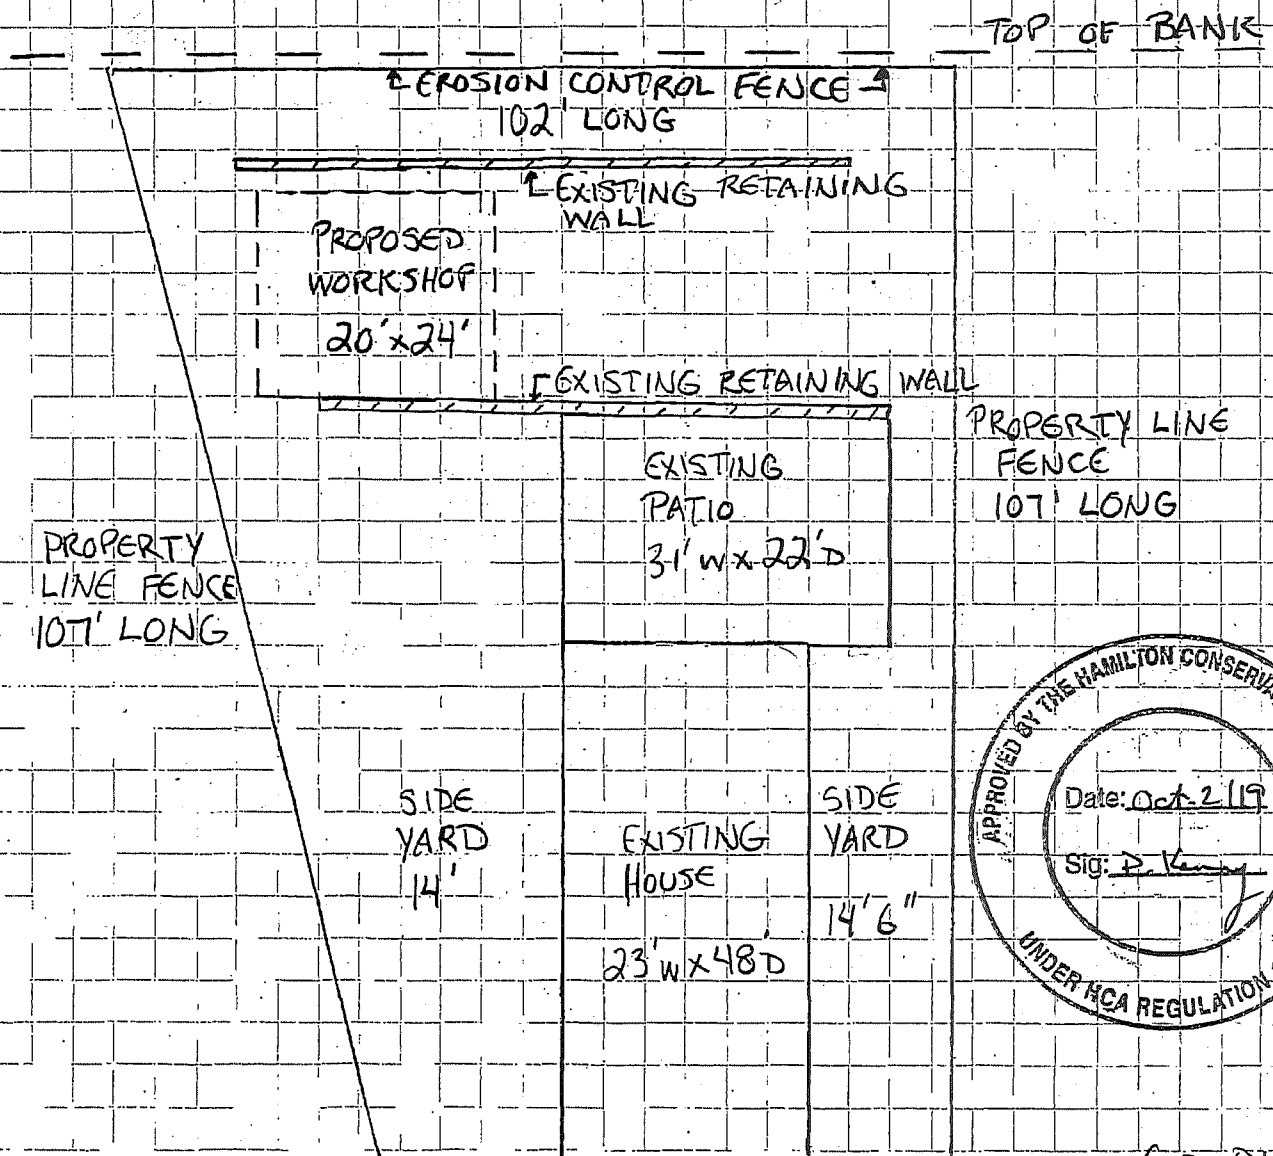 TOP OF BANK
EROSION CONTROL FENCE
102' LONG
EXISTING RETAINING
WALL
PROPOSED
WORKSHOP
20'x24'
EXISTING RETAINING WALL
PROPERTY LINE
FENCE
107' LONG
EXISTING
PATIO
31'W x 22'D
PROPERTY
LINE FENCE
107' LONG
SIDE
YARD
14'
EXISTING
HOUSE
23'W x 48'D
SIDE
YARD
14'6"
APPROVED BY THE HAMILTON
Date: Oct. 2/19
Sig:
UNDER HCA REGULATION